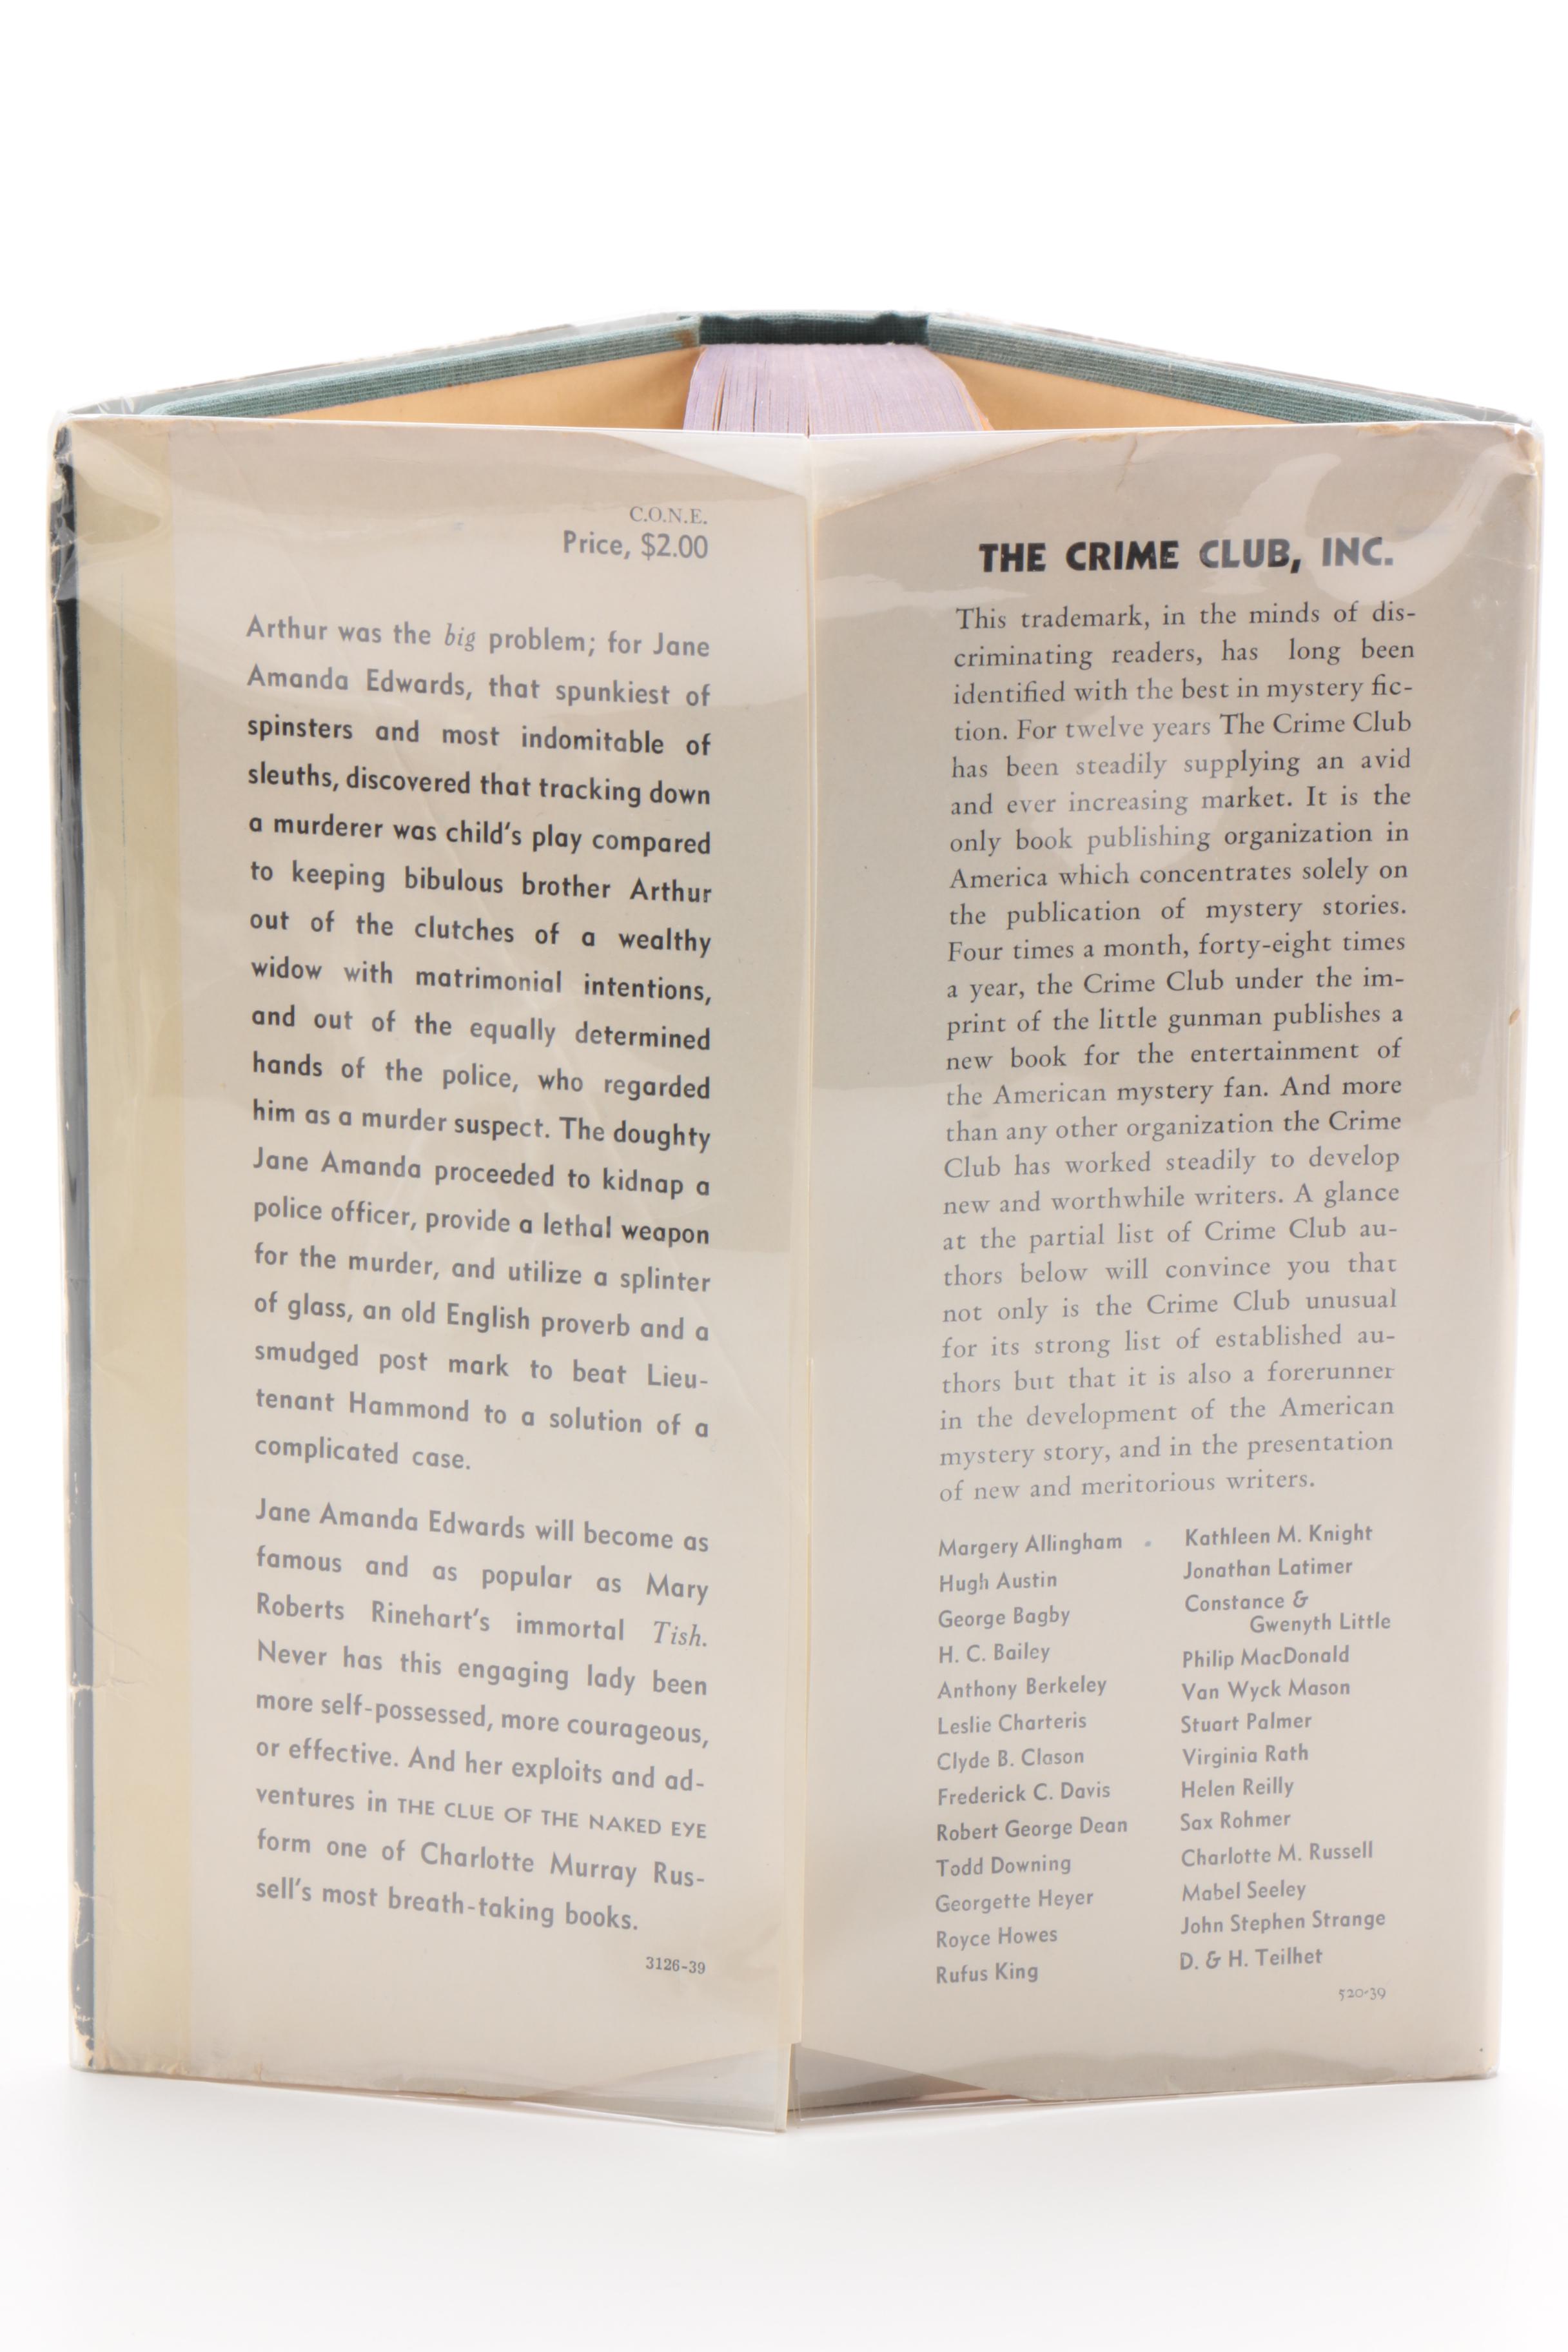 C.O.N.E.
Price, $2.00
Arthur was the big problem; for Jane
Amanda Edwards, that spunkiest of
spinsters and most indomitable of
sleuths, discovered that tracking down
a murderer was child's play compared
to keeping bibulous brother Arthur
out of the clutches of a wealthy
widow with matrimonial intentions,
and out of the equally determined
hands of the police, who regarded
him as a murder suspect. The doughty
Jane Amanda proceeded to kidnap a
police officer, provide a lethal weapon
for the murder, and utilize a splinter
of glass, an old English proverb and a
smudged post mark to beat Lieu-
tenant Hammond to a solution of a
complicated case.
Jane Amanda Edwards will become as
famous and as popular as Mary
Roberts Rinehart's immortal Tish.
Never has this engaging lady been
more self-possessed, more courageous,
or effective. And her exploits and ad-
ventures in THE CLUE OF THE NAKED EYE
form one of Charlotte Murray Rus-
sell's most breath-taking books.
3126-39
THE CRIME CLUB, INC.
This trademark, in the minds of dis-
criminating readers, has long been
identified with the best in mystery fic-
tion. For twelve years The Crime Club
has been steadily supplying an avid
and ever increasing market. It is the
only book publishing organization in
America which concentrates solely on
the publication of mystery stories.
Four times a month, forty-eight times
a year, the Crime Club under the im-
print of the little gunman publishes a
new book for the entertainment of
the American mystery fan. And more
than any other organization the Crime
Club has worked steadily to develop
new and worthwhile writers. A glance
at the partial list of Crime Club au-
thors below will convince you that
not only is the Crime Club unusual
for its strong list of established au-
thors but that it is also a forerunner
in the development of the American
mystery story, and in the presentation
of new and meritorious writers.
Margery Allingham
Hugh Austin
George Bagby
H. C. Bailey
Anthony Berkeley
Leslie Charteris
Clyde B. Clason
Frederick C. Davis
Robert George Dean
Todd Downing
Georgette Heyer
Royce Howes
Rufus King
Kathleen M. Knight
Jonathan Latimer
Constance &
Gwenyth Little
Philip MacDonald
Van Wyck Mason
Stuart Palmer
Virginia Rath
Helen Reilly
Sax Rohmer
Charlotte M. Russell
Mabel Seeley
John Stephen Strange
D. & H. Teilhet
520-39